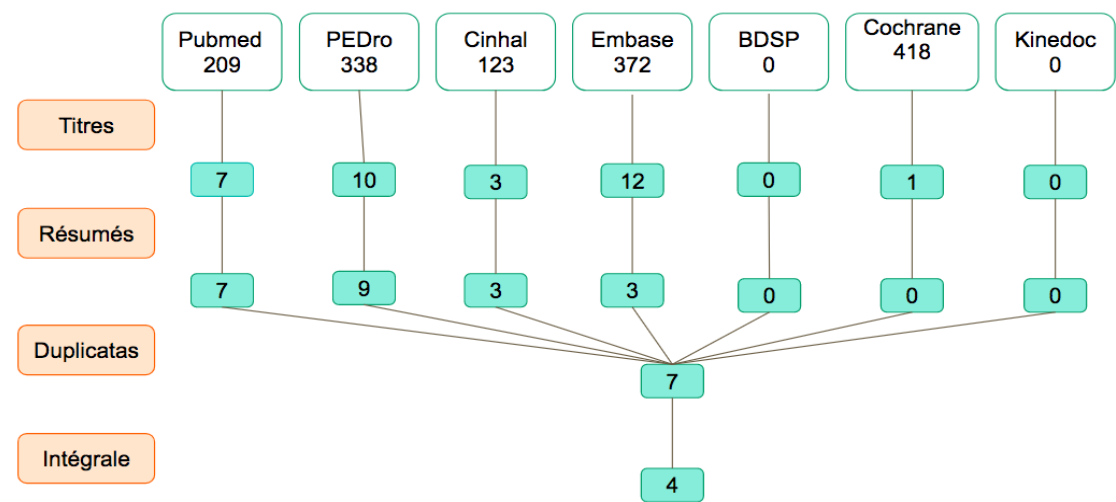 Pubmed
209
PEDro
338
Cinhal
123
Embase
372
BDSP
0
Cochrane
418
Kinedoc
0
Titres
7
10
3
12
0
1
0
Résumés
7
9
3
3
0
0
0
Duplicatas
7
Intégrale
4